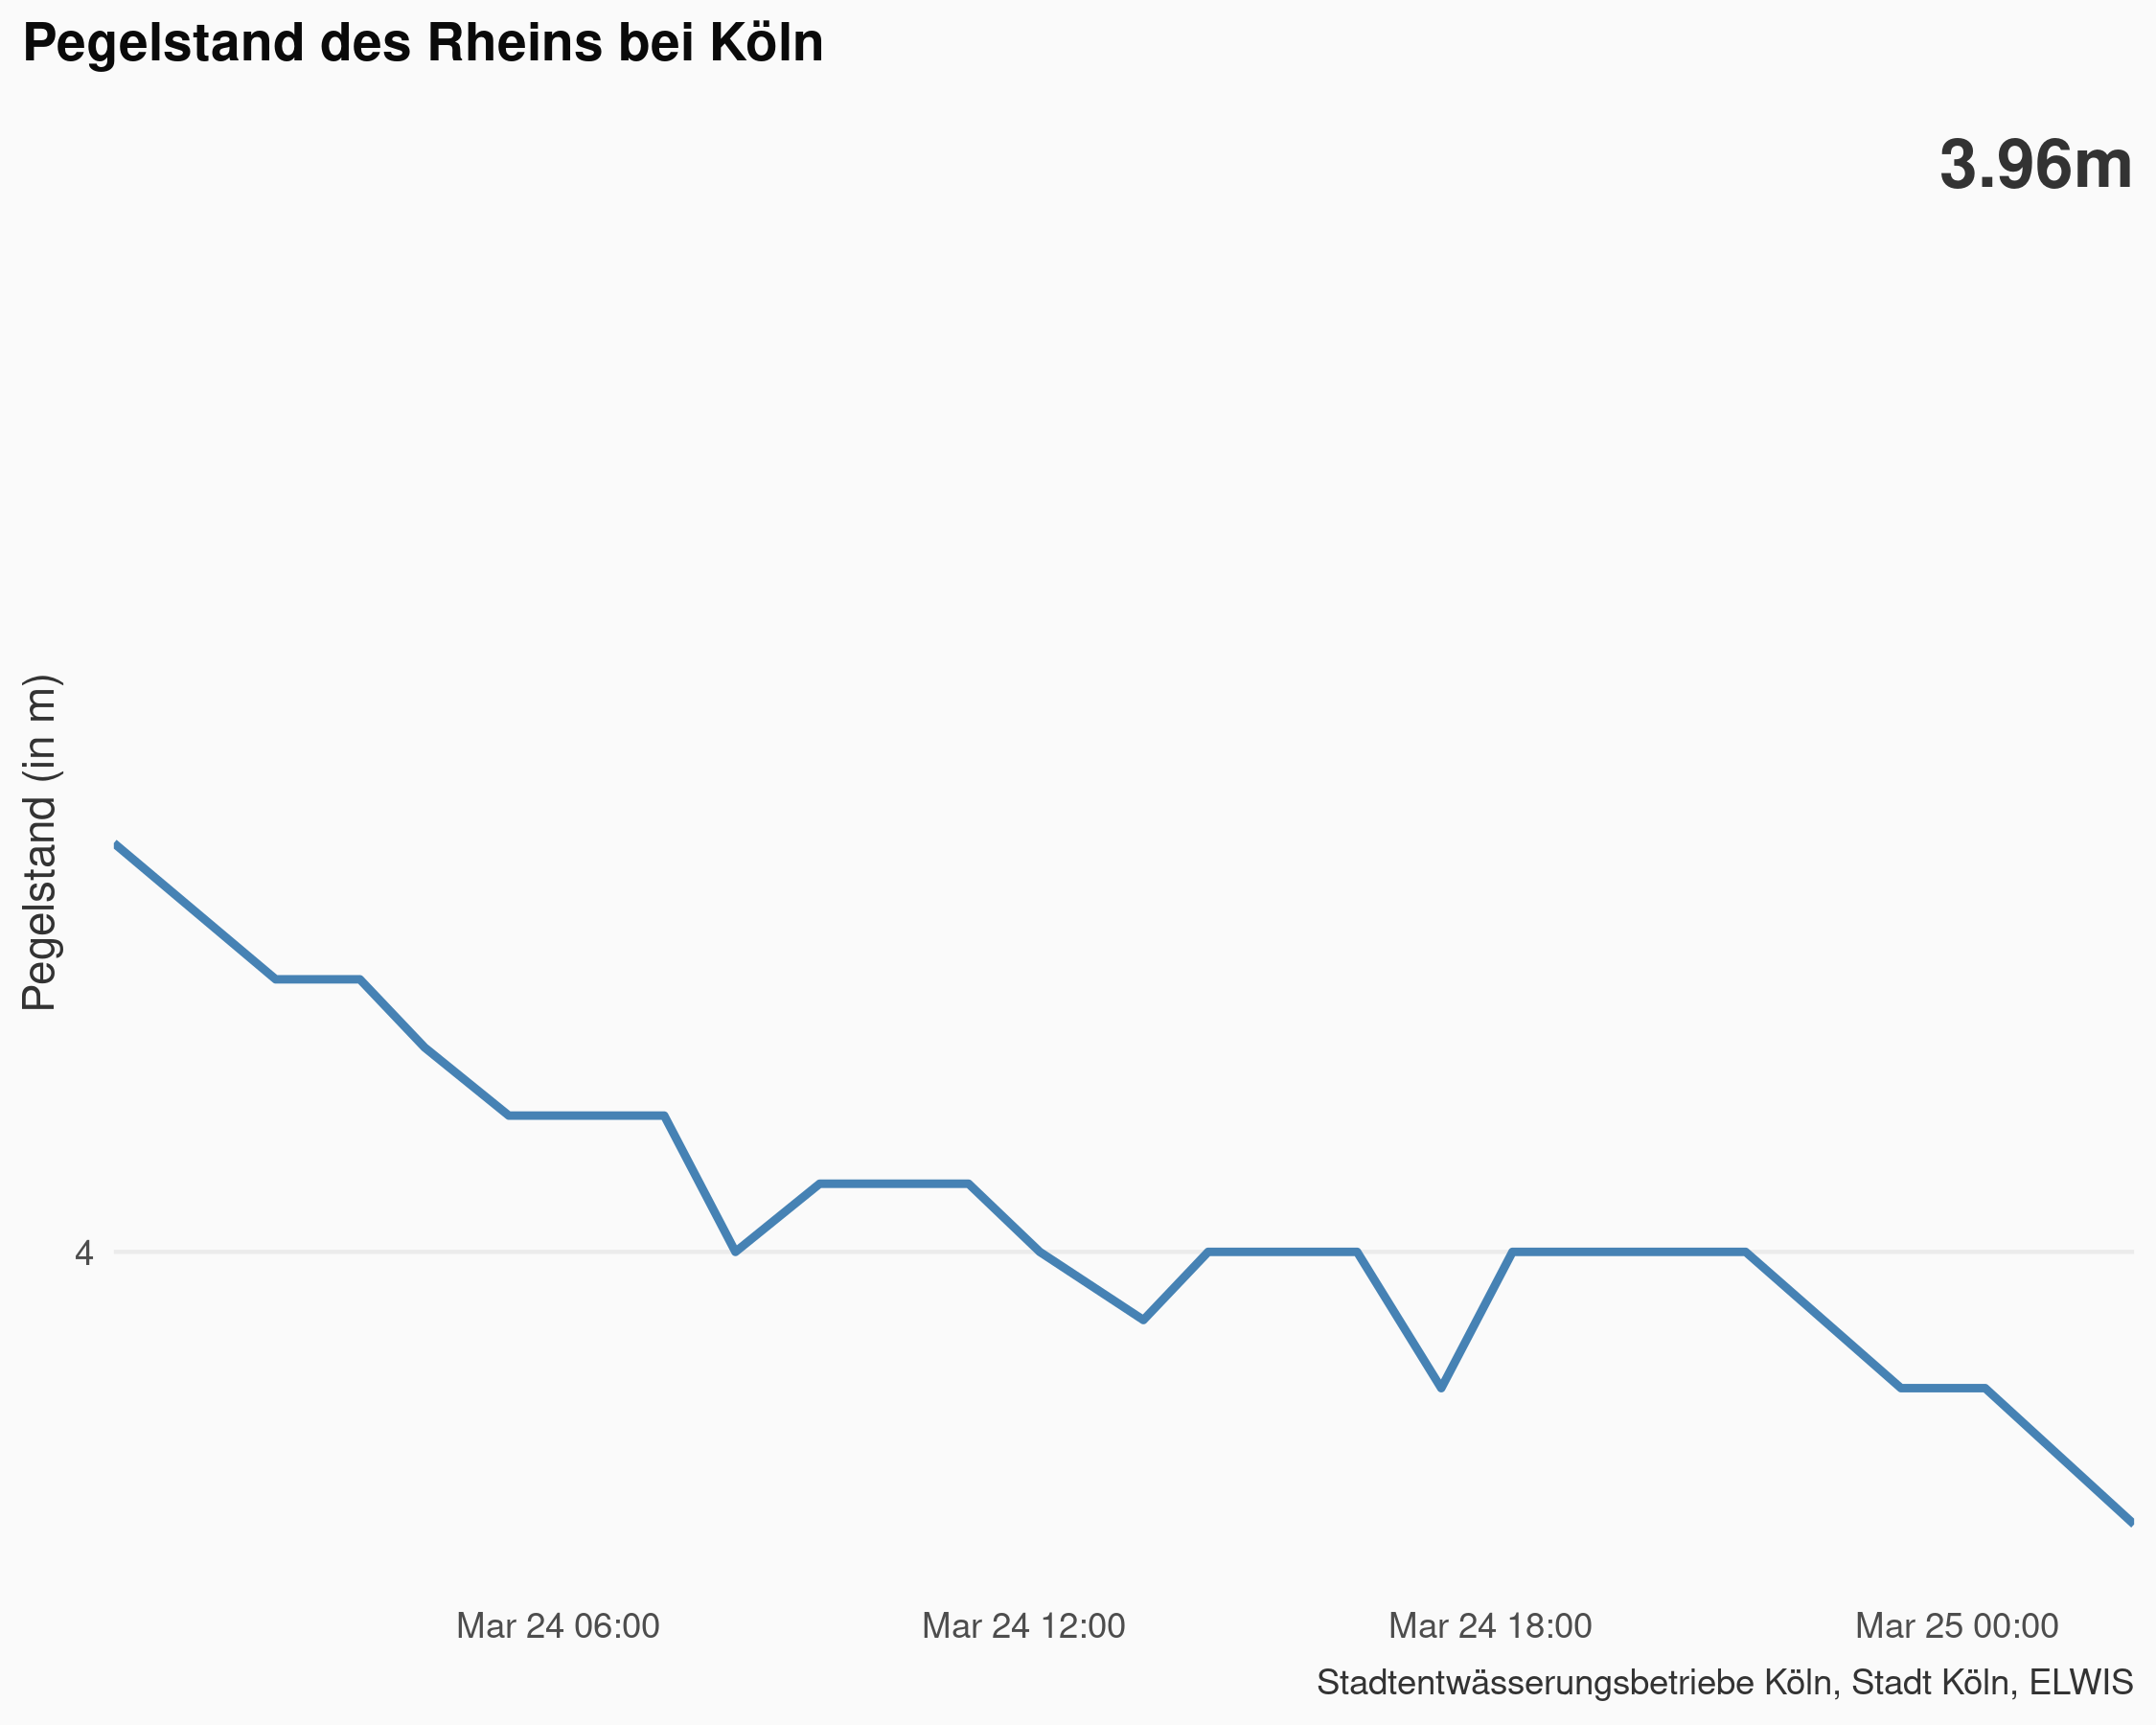 Pegelstand des Rheins bei Köln
3.96m
Pegelstand (in m)
4
Mar 24 06:00
Mar 24 12:00
Mar 24 18:00
Mar 25 00:00
Stadtentwässerungsbetriebe Köln, Stadt Köln, ELWIS